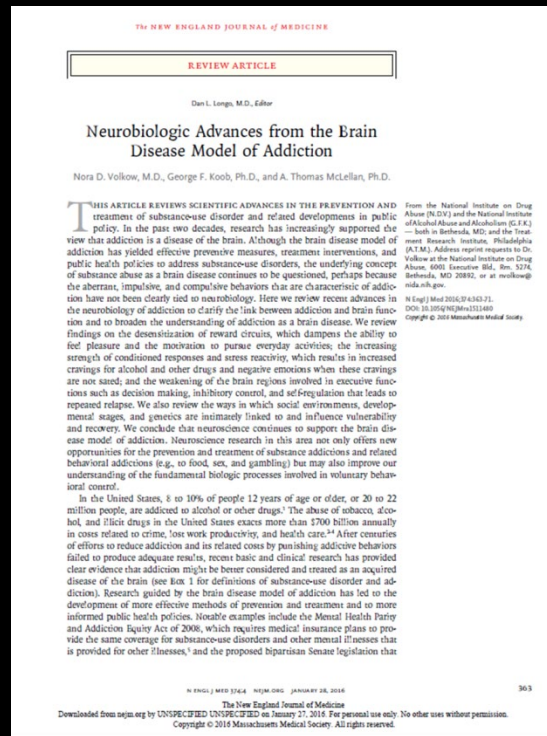 The NEW ENGLAND JOURNAL of MEDICINE
REVIEW ARTICLE
Dan L. Longo, M.D., Editor
Neurobiologic Advances from the Brain
Disease Model of Addiction
Nora D. Volkow, M.D., George F. Koob, Ph.D., and A. Thomas McLellan, Ph.D.
THIS ARTICLE REVIEWS SCIENTIFIC ADVANCES IN THE PREVENTION AND
treatment of substance-use disorder and related developments in public
policy. In the past two decades, research has increasingly supported the
view that addiction is a disease of the brain. Although the brain disease model of
addiction has yielded effective preventive measures, treatment interventions, and
public health policies to address substance-use disorders, the underlying concept
of substance abuse as a brain disease continues to be questioned, perhaps because
the aberrant, impulsive, and compulsive behaviors that are characteristic of addic-
tion have not been clearly tied to neurobiology. Here we review recent advances in
the neurobiology of addiction to clarify the link between addiction and brain func-
tion and to broaden the understanding of addiction as a brain disease. We review
findings on the desensitization of reward circuits, which dampens the ability to
feel pleasure and the motivation to pursue everyday activities; the increasing
strength of conditioned responses and stress reactivity, which results in increased
cravings for alcohol and other drugs and negative emotions when these cravings
are not sated; and the weakening of the brain regions involved in executive func-
tions such as decision making, inhibitory control, and self-regulation that leads to
repeated relapse. We also review the ways in which social environments, develop-
mental stages, and genetics are intimately linked to and influence vulnerability
and recovery. We conclude that neuroscience continues to support the brain dis-
ease model of addiction. Neuroscience research in this area not only offers new
opportunities for the prevention and treatment of substance addictions and related
behavioral addictions (e.g., to food, sex, and gambling) but may also improve our
understanding of the fundamental biologic processes involved in voluntary behav-
ioral control.
In the United States, 8 to 10% of people 12 years of age or older, or 20 to 22
million people, are addicted to alcohol or other drugs.¹ The abuse of tobacco, alco-
hol, and illicit drugs in the United States exacts more than $700 billion annually
in costs related to crime, lost work productivity, and health care.²⁻⁴ After centuries
of efforts to reduce addiction and its related costs by punishing addictive behaviors
failed to produce adequate results, recent basic and clinical research has provided
clear evidence that addiction might be better considered and treated as an acquired
disease of the brain (see Box 1 for definitions of substance-use disorder and ad-
diction). Research guided by the brain disease model of addiction has led to the
development of more effective methods of prevention and treatment and to more
informed public health policies. Notable examples include the Mental Health Parity
and Addiction Equity Act of 2008, which requires medical insurance plans to pro-
vide the same coverage for substance-use disorders and other mental illnesses that
is provided for other illnesses,⁵ and the proposed bipartisan Senate legislation that
From the National Institute on Drug
Abuse (N.D.V.) and the National Institute
of Alcohol Abuse and Alcoholism (G.F.K.)
— both in Bethesda, MD; and the Treat-
ment Research Institute, Philadelphia
(A.T.M.). Address reprint requests to Dr.
Volkow at the National Institute on Drug
Abuse, 6001 Executive Bld., Rm. 5274,
Bethesda, MD 20892, or at nvolkow@
nida.nih.gov.
N Engl J Med 2016;374:363-71.
DOI: 10.1056/NEJMra1511480
Copyright © 2016 Massachusetts Medical Society.
N ENGL J MED 374;4 NEJM.ORG JANUARY 28, 2016
363
The New England Journal of Medicine
Downloaded from nejm.org by UNSPECIFIED UNSPECIFIED on January 27, 2016. For personal use only. No other uses without permission.
Copyright © 2016 Massachusetts Medical Society. All rights reserved.